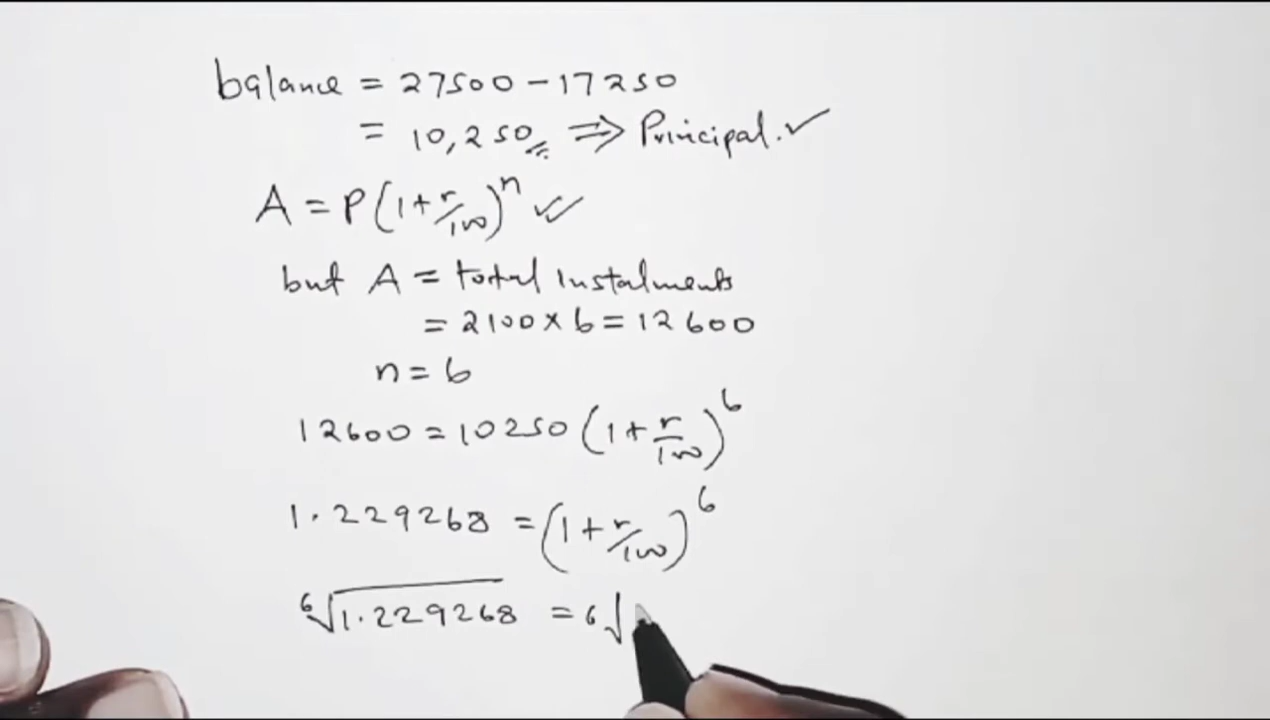 balance = 27500 - 17250
= 10,250 ⇒ Principal. ✓
A = P(1 + r/100)^n ✓✓
but A = total instalments
= 2100 × 6 = 12600
n = 6
12600 = 10250 (1 + r/100)^6
1.229268 = (1 + r/100)^6
⁶√1.229268 = ⁶√